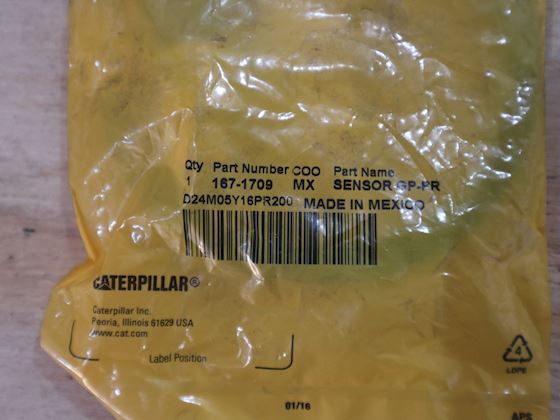 Qty Part Number COO Part Name
1 167-1709 MX SENSOR GP-PR
D24M05Y16PR200 MADE IN MEXICO
CATERPILLAR®
Caterpillar Inc.
Peoria, Illinois 61629 USA
www.cat.com
Label Position
4
LDPE
01/16
APS